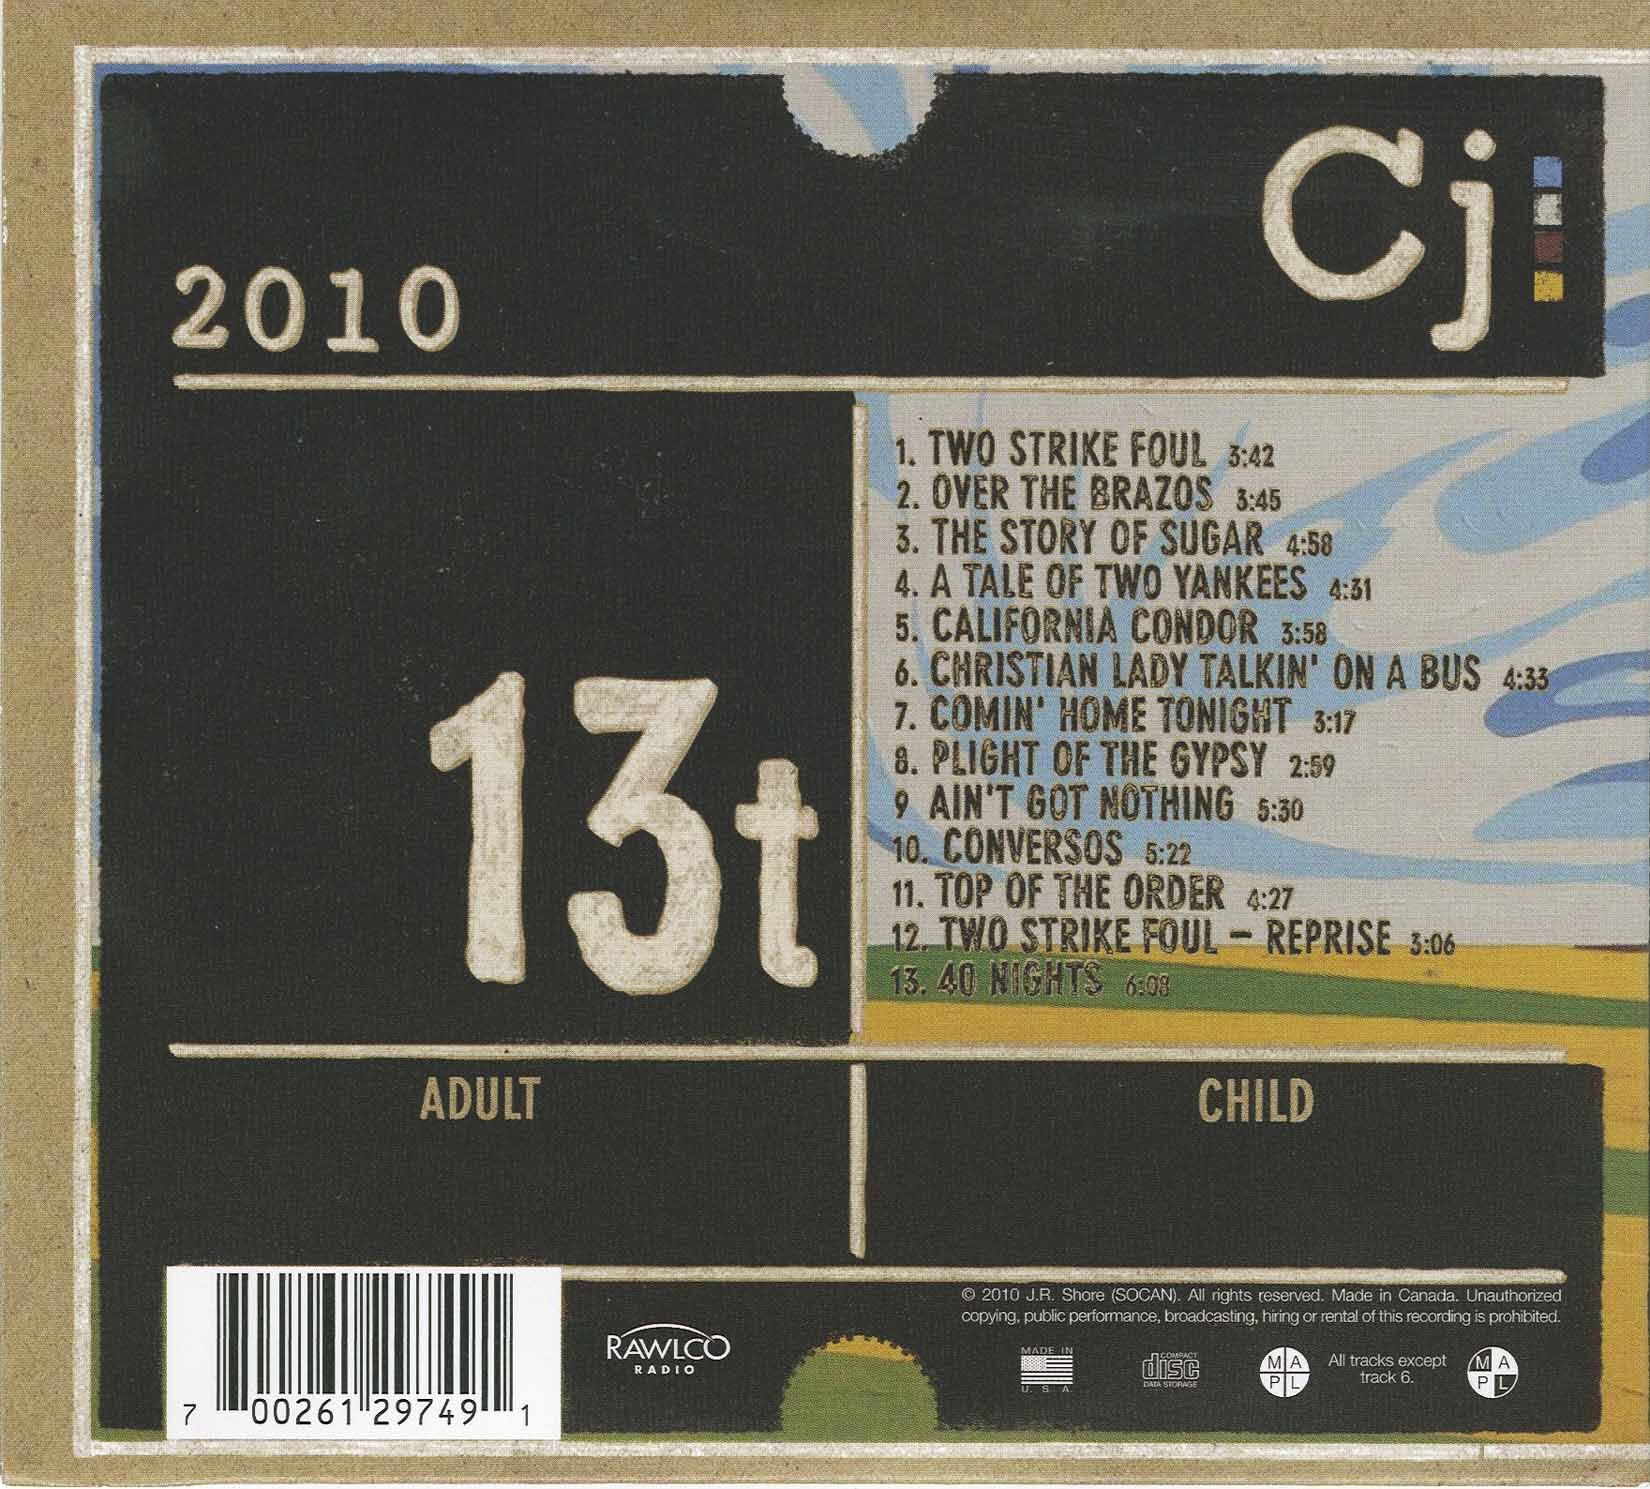 Cj
2010
1. TWO STRIKE FOUL 3:42
2. OVER THE BRAZOS 3:45
3. THE STORY OF SUGAR 4:58
4. A TALE OF TWO YANKEES 4:31
5. CALIFORNIA CONDOR 3:58
6. CHRISTIAN LADY TALKIN' ON A BUS 4:33
7. COMIN' HOME TONIGHT 3:17
8. PLIGHT OF THE GYPSY 2:59
9 AIN'T GOT NOTHING 5:30
10. CONVERSOS 5:22
11. TOP OF THE ORDER 4:27
12. TWO STRIKE FOUL – REPRISE 3:06
13. 40 NIGHTS 6:08
13t
ADULT
CHILD
© 2010 J.R. Shore (SOCAN). All rights reserved. Made in Canada. Unauthorized
copying, public performance, broadcasting, hiring or rental of this recording is prohibited.
RAWLCO
RADIO
MADE IN
U.S.A.
COMPACT
disc
DATA STORAGE
M A
P L
All tracks except
track 6.
M A
P L
7 00261 29749 1